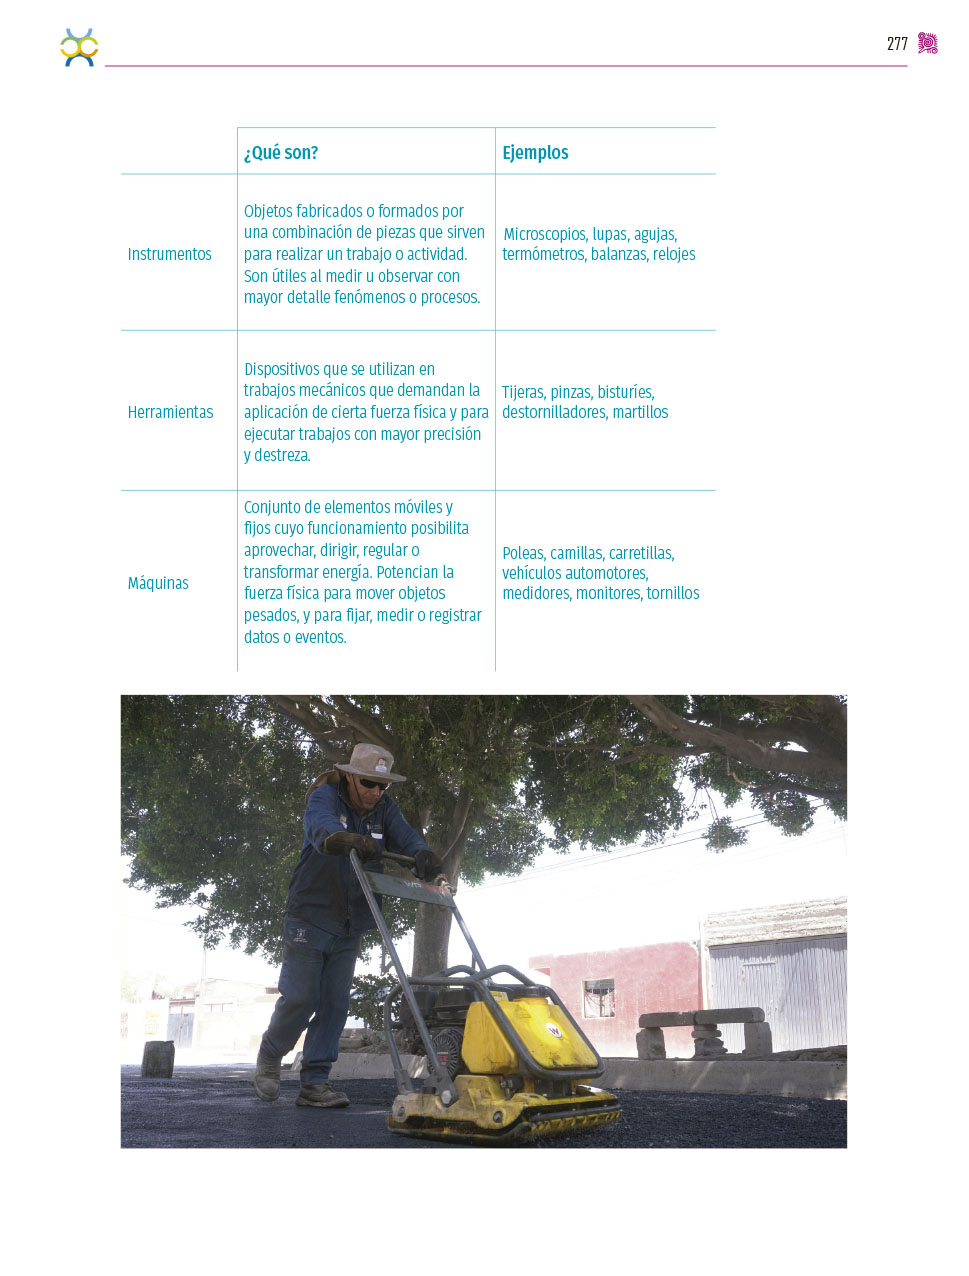 277
¿Qué son?
Ejemplos
Instrumentos
Objetos fabricados o formados por
una combinación de piezas que sirven
para realizar un trabajo o actividad.
Son útiles al medir u observar con
mayor detalle fenómenos o procesos.
Microscopios, lupas, agujas,
termómetros, balanzas, relojes
Herramientas
Dispositivos que se utilizan en
trabajos mecánicos que demandan la
aplicación de cierta fuerza física y para
ejecutar trabajos con mayor precisión
y destreza.
Tijeras, pinzas, bisturíes,
destornilladores, martillos
Máquinas
Conjunto de elementos móviles y
fijos cuyo funcionamiento posibilita
aprovechar, dirigir, regular o
transformar energía. Potencian la
fuerza física para mover objetos
pesados, y para fijar, medir o registrar
datos o eventos.
Poleas, camillas, carretillas,
vehículos automotores,
medidores, monitores, tornillos